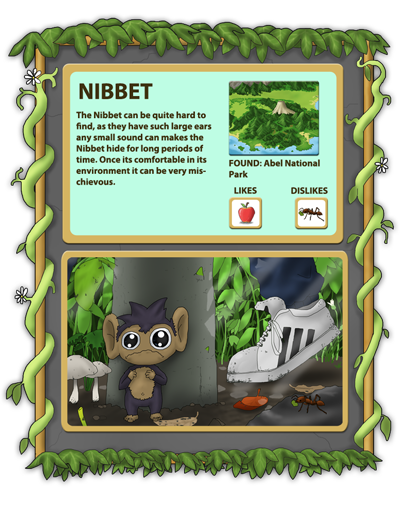 NIBBET
The Nibbet can be quite hard to
find, as they have such large ears
any small sound can makes the
Nibbet hide for long periods of
time. Once its comfortable in its
environment it can be very mis-
chievous.
FOUND: Abel National
Park
LIKES
DISLIKES